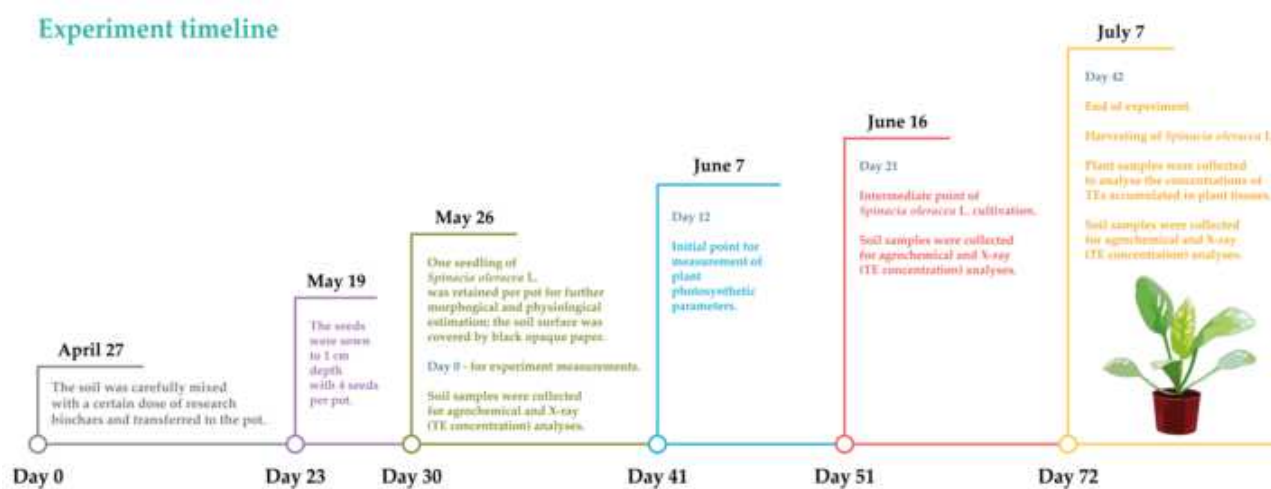 Experiment timeline
April 27
The soil was carefully mixed
with a certain dose of research
biochars and transferred to the pot.
Day 0
May 19
The seeds
were sown
to 1 cm
depth
with 4 seeds
per pot.
Day 23
May 26
One seedling of
Spinacia oleracea L.
was retained per pot for further
morphogical and physiological
estimation; the soil surface was
covered by black opaque paper.
Day 0 - for experiment measurements.
Soil samples were collected
for agrochemical and X-ray
(TE concentration) analyses.
Day 30
June 7
Day 12
Initial point for
measurement of
plant
photosynthetic
parameters.
Day 41
June 16
Day 21
Intermediate point of
Spinacia oleracea L. cultivation.
Soil samples were collected
for agrochemical and X-ray
(TE concentration) analyses.
Day 51
July 7
Day 42
End of experiment
Harvesting of Spinacia oleracea L
Plant samples were collected
to analyse the concentrations of
TEs accumulated in plant tissues.
Soil samples were collected
for agrochemical and X-ray
(TE concentration) analyses.
Day 72